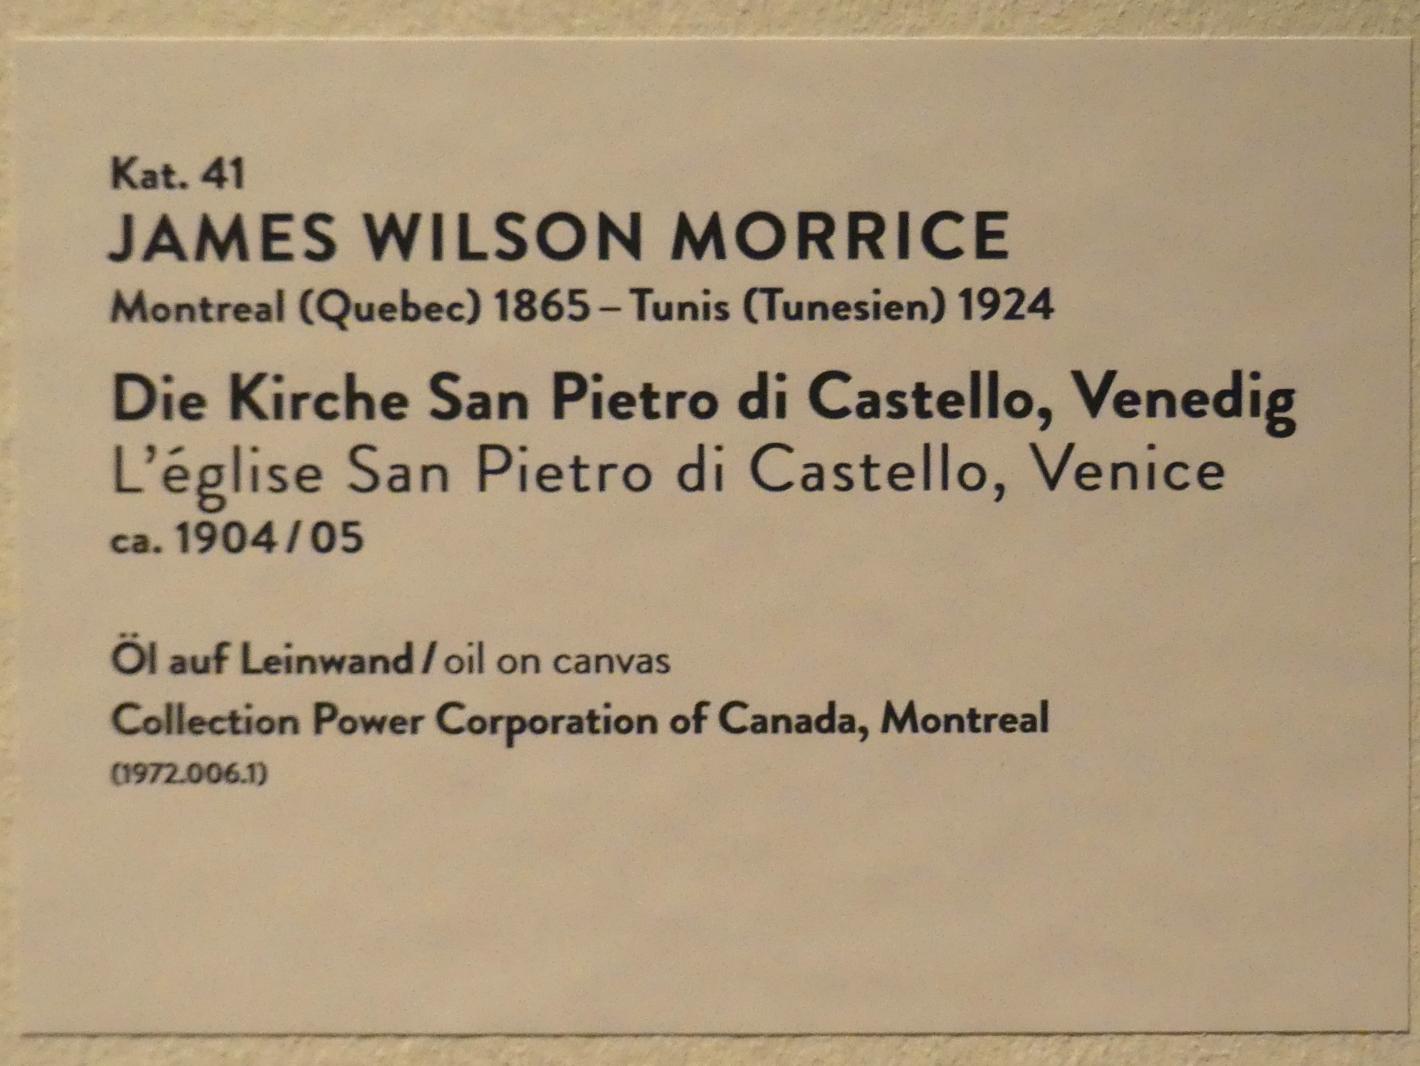 Kat. 41
JAMES WILSON MORRICE
Montreal (Quebec) 1865 – Tunis (Tunesien) 1924
Die Kirche San Pietro di Castello, Venedig
L'église San Pietro di Castello, Venice
ca. 1904 / 05
Öl auf Leinwand / oil on canvas
Collection Power Corporation of Canada, Montreal
(1972.006.1)